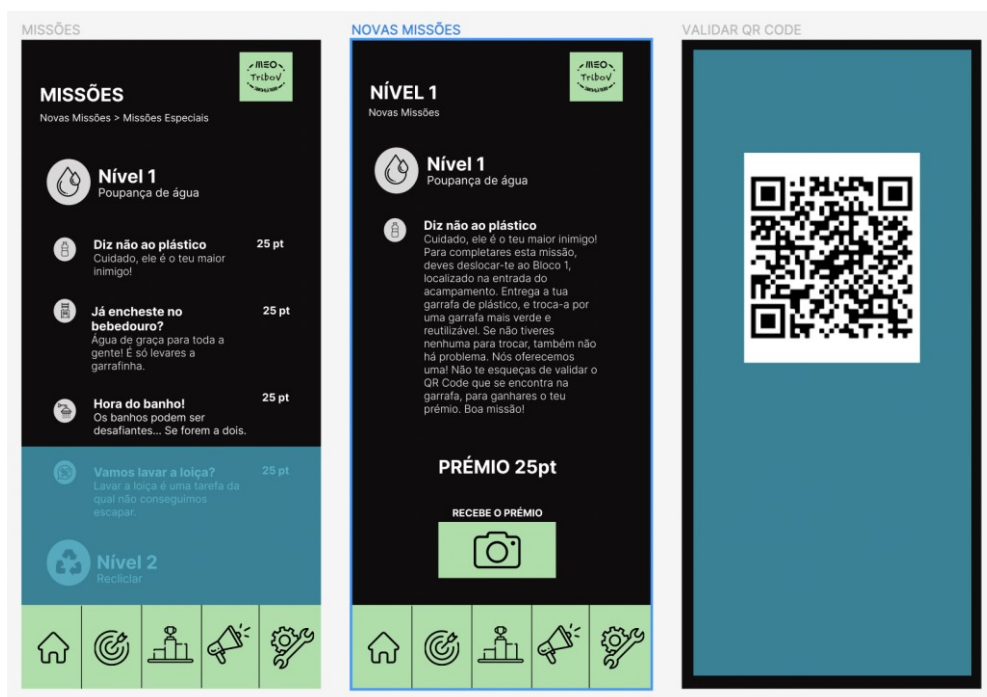 MISSÕES
MISSÕES
Novas Missões > Missões Especiais
MEO
TriboV
Nível 1
Poupança de água
Diz não ao plástico
25 pt
Cuidado, ele é o teu maior
inimigo!
Já encheste no
bebedouro?
25 pt
Água de graça para toda a
gente! É só levares a
garrafinha.
Hora do banho!
25 pt
Os banhos podem ser
desafiantes... Se forem a dois.
Vamos lavar a loiça?
25 pt
Lavar a loiça é uma tarefa da
qual não conseguimos
escapar.
Nível 2
Recliclar
NOVAS MISSÕES
NÍVEL 1
Novas Missões
MEO
TriboV
Nível 1
Poupança de água
Diz não ao plástico
Cuidado, ele é o teu maior inimigo!
Para completares esta missão,
deves deslocar-te ao Bloco 1,
localizado na entrada do
acampamento. Entrega a tua
garrafa de plástico, e troca-a por
uma garrafa mais verde e
reutilizável. Se não tiveres
nenhuma para trocar, também não
há problema. Nós oferecemos
uma! Não te esqueças de validar o
QR Code que se encontra na
garrafa, para ganhares o teu
prémio. Boa missão!
PRÉMIO 25pt
RECEBE O PRÉMIO
VALIDAR QR CODE